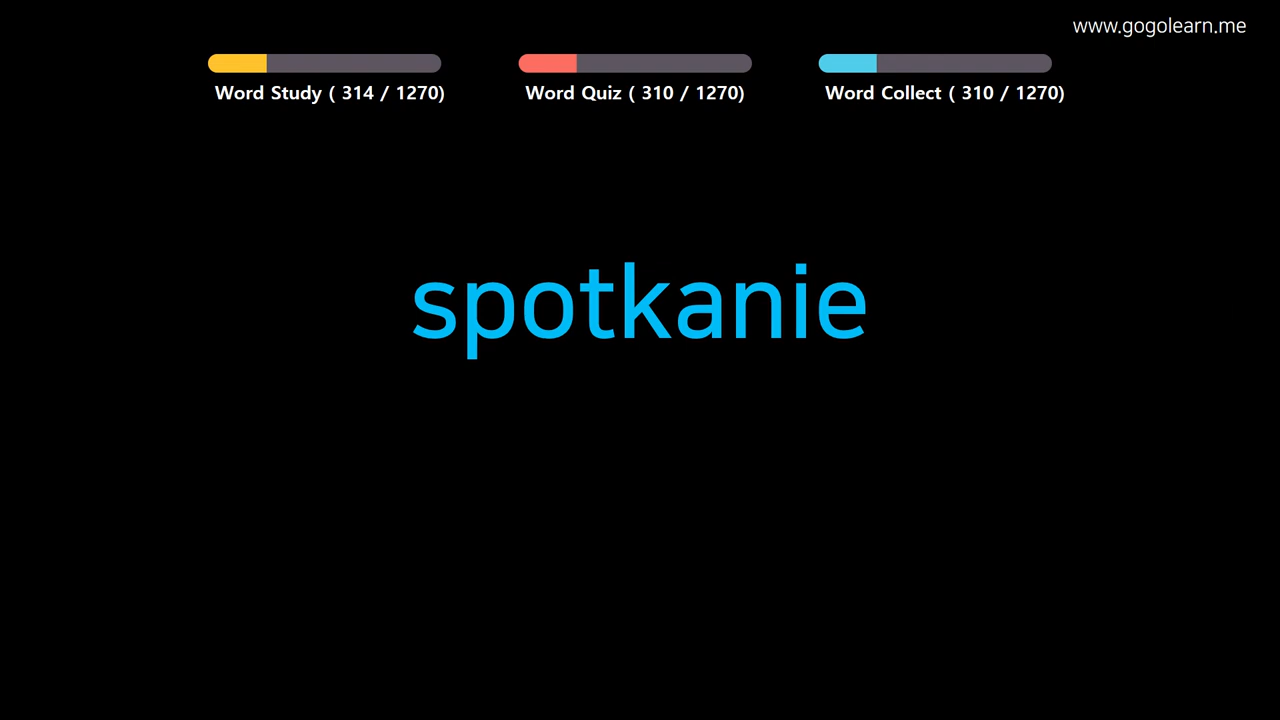 www.gogolearn.me
Word Study ( 314 / 1270)
Word Quiz ( 310 / 1270)
Word Collect ( 310 / 1270)
spotkanie